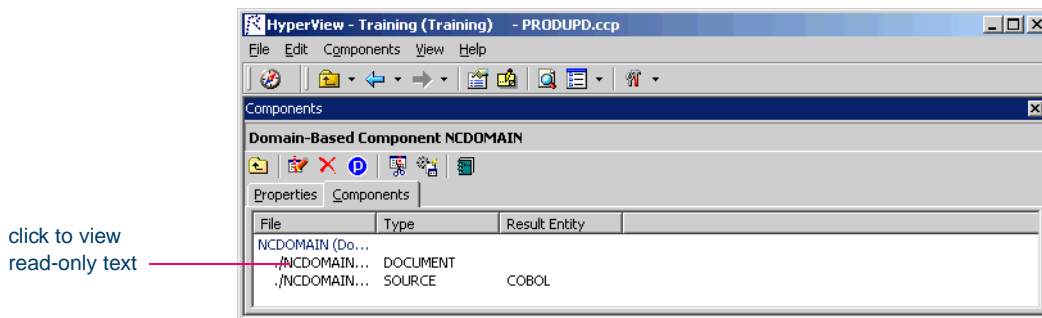 HyperView - Training (Training) - PRODUPD.ccp
File Edit Components View Help
Components
Domain-Based Component NCDOMAIN
Properties Components
File Type Result Entity
NCDOMAIN (Do...
./NCDOMAIN... DOCUMENT
./NCDOMAIN... SOURCE COBOL
click to view
read-only text